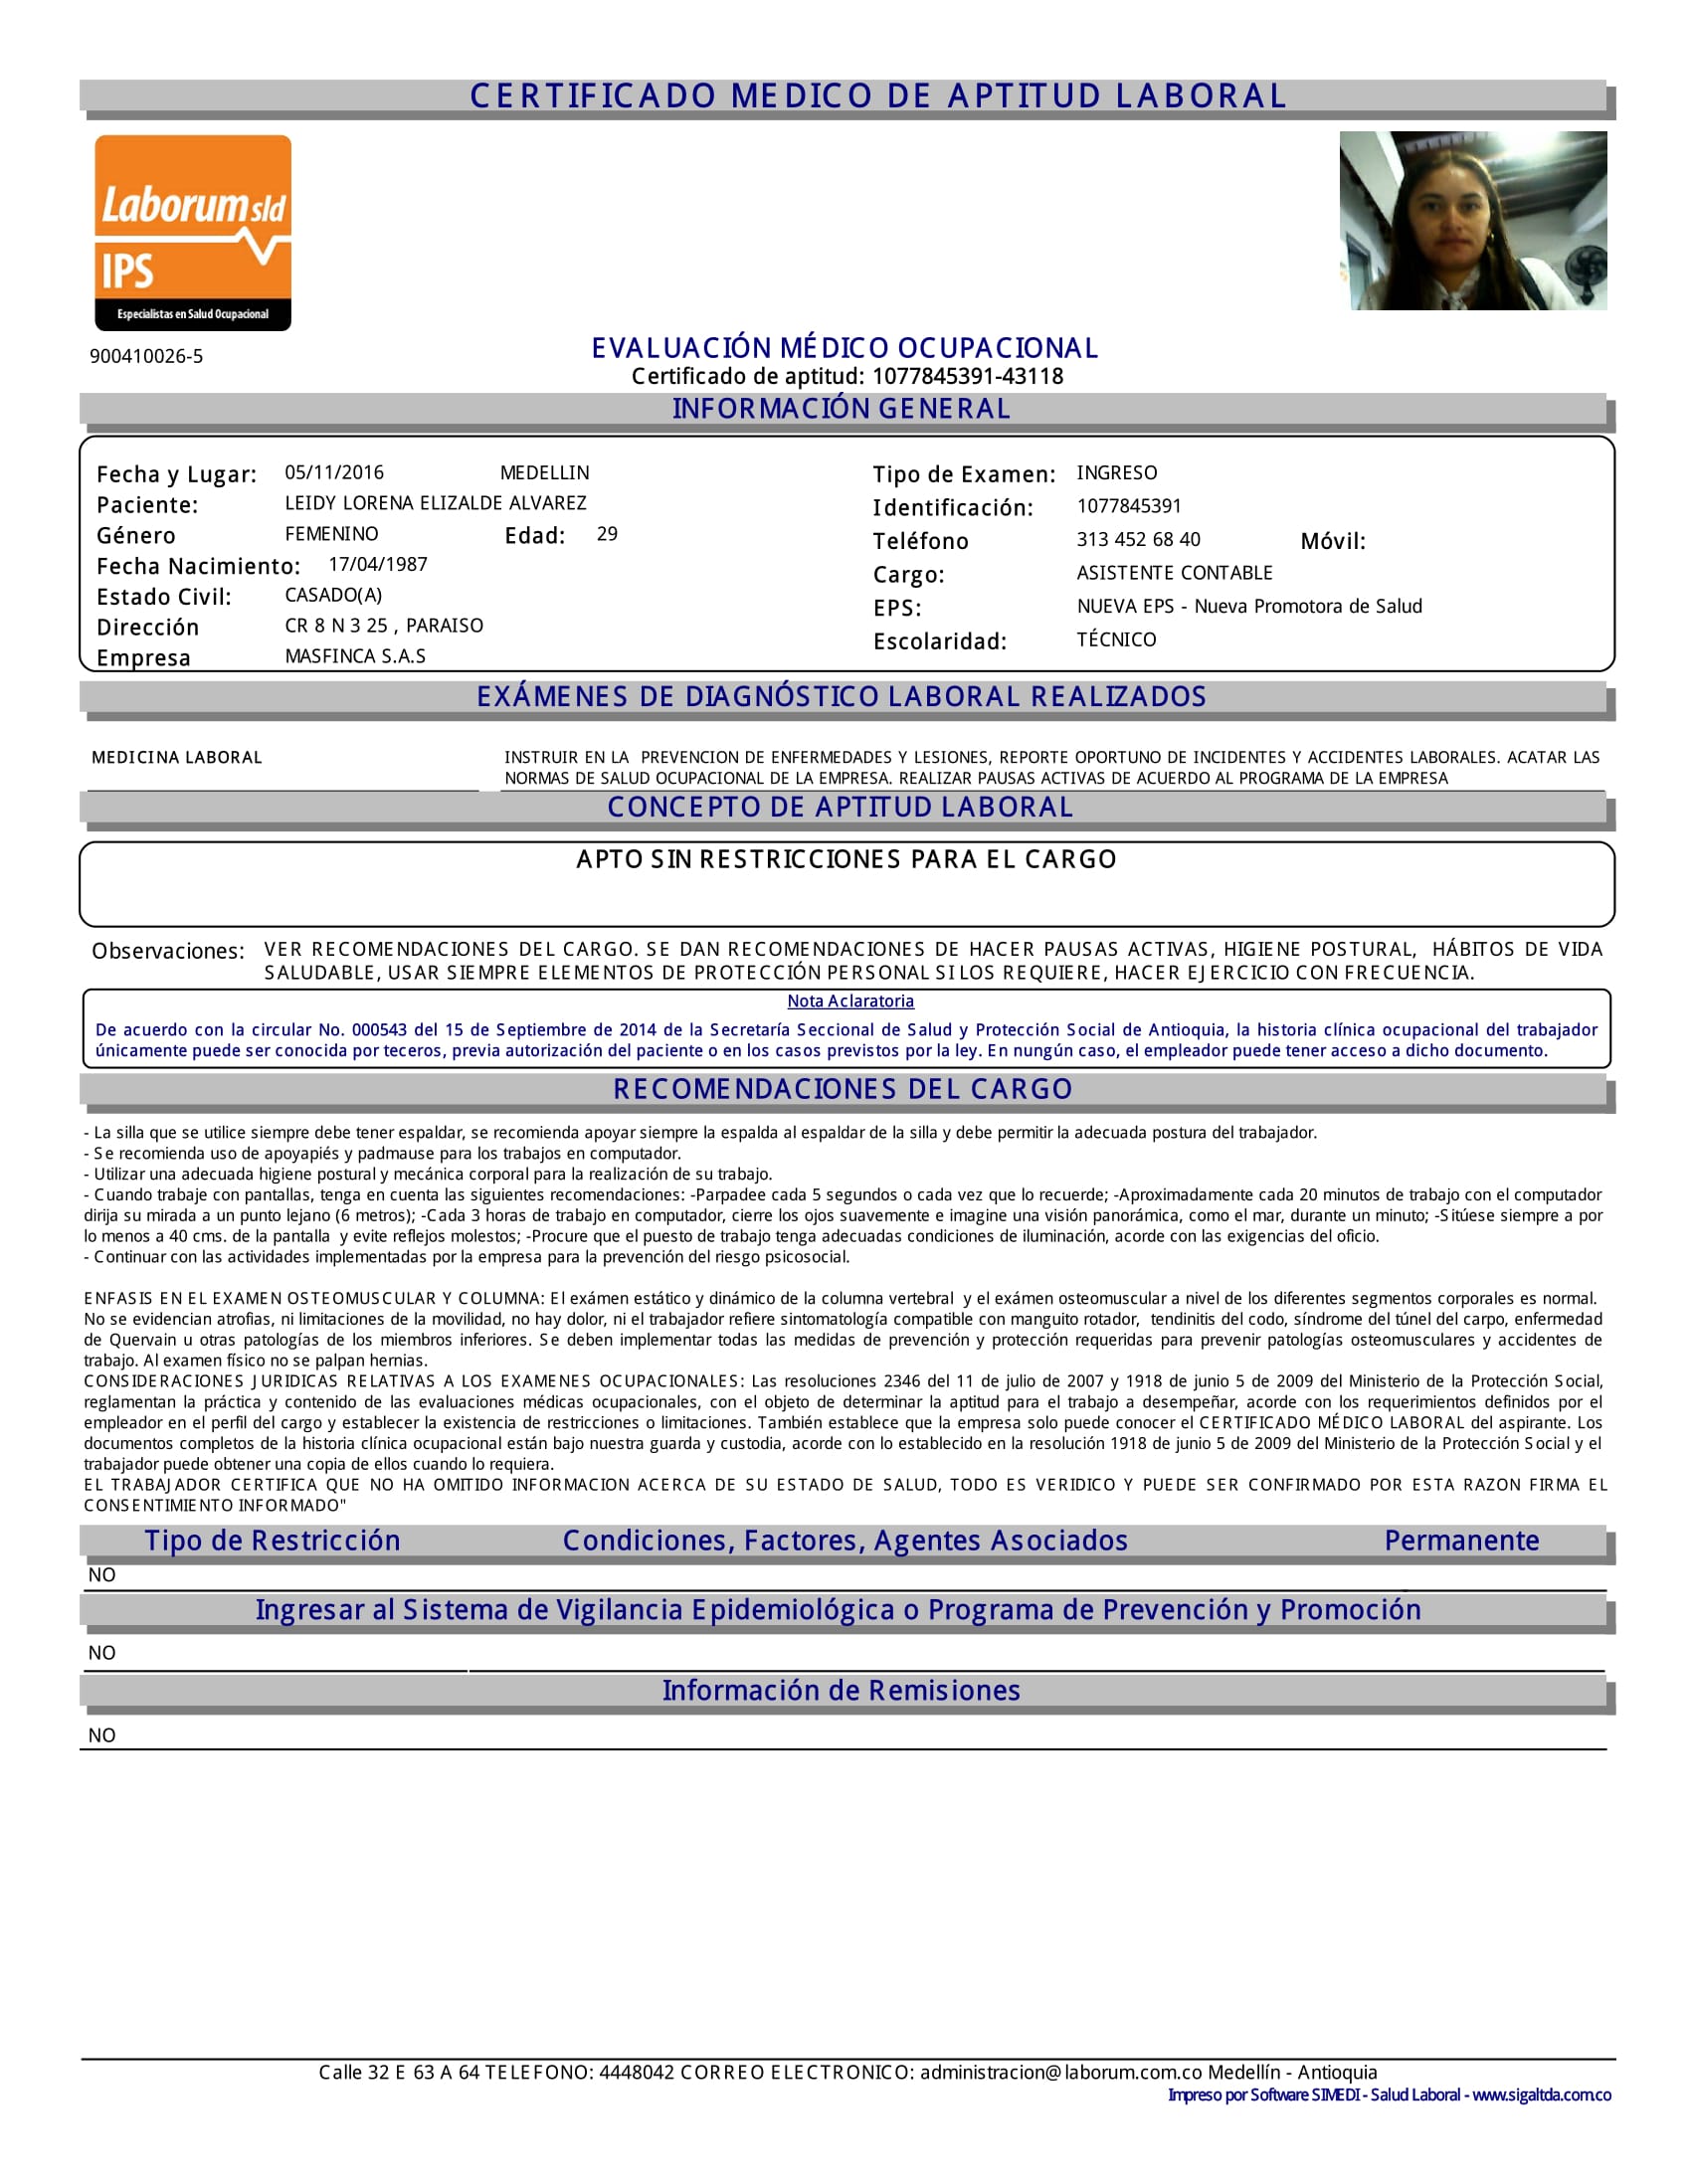 CERTIFICADO MEDICO DE APTITUD LABORAL
Laborum sld
IPS
Especialistas en Salud Ocupacional
900410026-5
EVALUACIÓN MÉDICO OCUPACIONAL
Certificado de aptitud: 1077845391-43118
INFORMACIÓN GENERAL
Fecha y Lugar: 05/11/2016 MEDELLIN
Paciente: LEIDY LORENA ELIZALDE ALVAREZ
Género FEMENINO Edad: 29
Fecha Nacimiento: 17/04/1987
Estado Civil: CASADO(A)
Dirección CR 8 N 3 25 , PARAISO
Empresa MASFINCA S.A.S
Tipo de Examen: INGRESO
Identificación: 1077845391
Teléfono 313 452 68 40 Móvil:
Cargo: ASISTENTE CONTABLE
EPS: NUEVA EPS - Nueva Promotora de Salud
Escolaridad: TÉCNICO
EXÁMENES DE DIAGNÓSTICO LABORAL REALIZADOS
MEDICINA LABORAL
INSTRUIR EN LA PREVENCION DE ENFERMEDADES Y LESIONES, REPORTE OPORTUNO DE INCIDENTES Y ACCIDENTES LABORALES. ACATAR LAS
NORMAS DE SALUD OCUPACIONAL DE LA EMPRESA. REALIZAR PAUSAS ACTIVAS DE ACUERDO AL PROGRAMA DE LA EMPRESA
CONCEPTO DE APTITUD LABORAL
APTO SIN RESTRICCIONES PARA EL CARGO
Observaciones: VER RECOMENDACIONES DEL CARGO. SE DAN RECOMENDACIONES DE HACER PAUSAS ACTIVAS, HIGIENE POSTURAL, HÁBITOS DE VIDA
SALUDABLE, USAR SIEMPRE ELEMENTOS DE PROTECCIÓN PERSONAL SI LOS REQUIERE, HACER EJERCICIO CON FRECUENCIA.
Nota Aclaratoria
De acuerdo con la circular No. 000543 del 15 de Septiembre de 2014 de la Secretaría Seccional de Salud y Protección Social de Antioquia, la historia clínica ocupacional del trabajador
únicamente puede ser conocida por teceros, previa autorización del paciente o en los casos previstos por la ley. En nungún caso, el empleador puede tener acceso a dicho documento.
RECOMENDACIONES DEL CARGO
- La silla que se utilice siempre debe tener espaldar, se recomienda apoyar siempre la espalda al espaldar de la silla y debe permitir la adecuada postura del trabajador.
- Se recomienda uso de apoyapiés y padmause para los trabajos en computador.
- Utilizar una adecuada higiene postural y mecánica corporal para la realización de su trabajo.
- Cuando trabaje con pantallas, tenga en cuenta las siguientes recomendaciones: -Parpadee cada 5 segundos o cada vez que lo recuerde; -Aproximadamente cada 20 minutos de trabajo con el computador
dirija su mirada a un punto lejano (6 metros); -Cada 3 horas de trabajo en computador, cierre los ojos suavemente e imagine una visión panorámica, como el mar, durante un minuto; -Sitúese siempre a por
lo menos a 40 cms. de la pantalla y evite reflejos molestos; -Procure que el puesto de trabajo tenga adecuadas condiciones de iluminación, acorde con las exigencias del oficio.
- Continuar con las actividades implementadas por la empresa para la prevención del riesgo psicosocial.
ENFASIS EN EL EXAMEN OSTEOMUSCULAR Y COLUMNA: El exámen estático y dinámico de la columna vertebral y el exámen osteomuscular a nivel de los diferentes segmentos corporales es normal.
No se evidencian atrofias, ni limitaciones de la movilidad, no hay dolor, ni el trabajador refiere sintomatología compatible con manguito rotador, tendinitis del codo, síndrome del túnel del carpo, enfermedad
de Quervain u otras patologías de los miembros inferiores. Se deben implementar todas las medidas de prevención y protección requeridas para prevenir patologías osteomusculares y accidentes de
trabajo. Al examen físico no se palpan hernias.
CONSIDERACIONES JURIDICAS RELATIVAS A LOS EXAMENES OCUPACIONALES: Las resoluciones 2346 del 11 de julio de 2007 y 1918 de junio 5 de 2009 del Ministerio de la Protección Social,
reglamentan la práctica y contenido de las evaluaciones médicas ocupacionales, con el objeto de determinar la aptitud para el trabajo a desempeñar, acorde con los requerimientos definidos por el
empleador en el perfil del cargo y establecer la existencia de restricciones o limitaciones. También establece que la empresa solo puede conocer el CERTIFICADO MÉDICO LABORAL del aspirante. Los
documentos completos de la historia clínica ocupacional están bajo nuestra guarda y custodia, acorde con lo establecido en la resolución 1918 de junio 5 de 2009 del Ministerio de la Protección Social y el
trabajador puede obtener una copia de ellos cuando lo requiera.
EL TRABAJADOR CERTIFICA QUE NO HA OMITIDO INFORMACION ACERCA DE SU ESTADO DE SALUD, TODO ES VERIDICO Y PUEDE SER CONFIRMADO POR ESTA RAZON FIRMA EL
CONSENTIMIENTO INFORMADO"
Tipo de Restricción Condiciones, Factores, Agentes Asociados Permanente
NO
Ingresar al Sistema de Vigilancia Epidemiológica o Programa de Prevención y Promoción
NO
Información de Remisiones
NO
Calle 32 E 63 A 64 TELEFONO: 4448042 CORREO ELECTRONICO: administracion@laborum.com.co Medellín - Antioquia
Impreso por Software SIMEDI - Salud Laboral - www.sigaltda.com.co